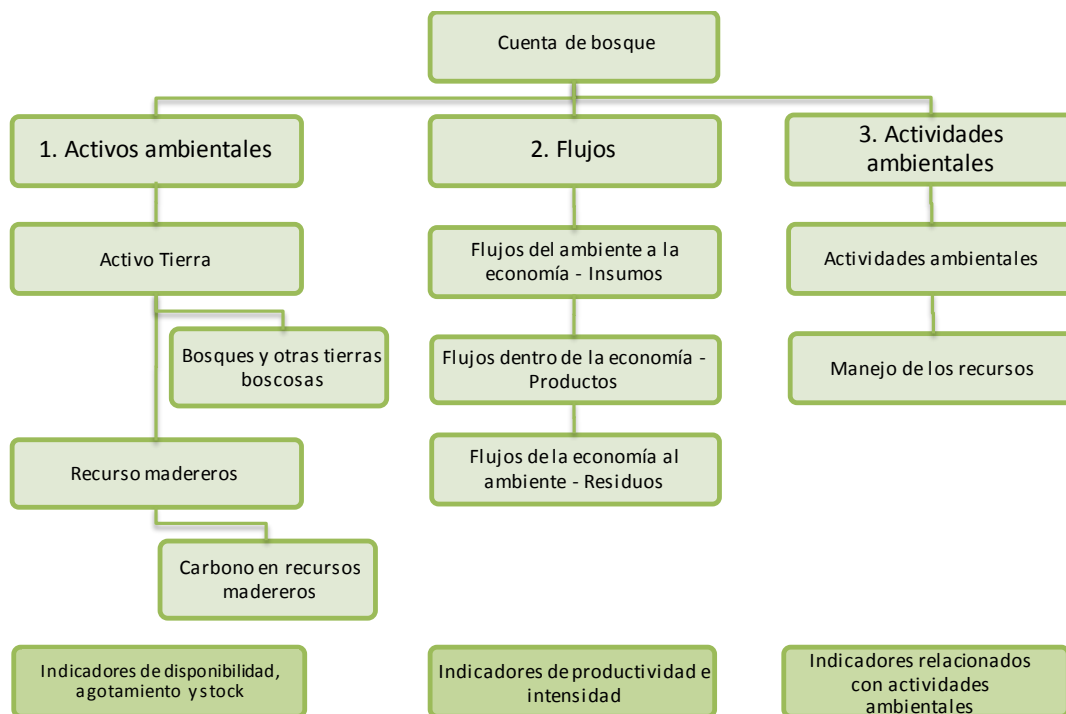 Cuenta de bosque
1. Activos ambientales
2. Flujos
3. Actividades
ambientales
Activo Tierra
Flujos del ambiente a la
economía - Insumos
Actividades ambientales
Bosques y otras tierras
boscosas
Flujos dentro de la economía -
Productos
Manejo de los recursos
Recurso madereros
Flujos de la economía al
ambiente - Residuos
Carbono en recursos
madereros
Indicadores de disponibilidad,
agotamiento y stock
Indicadores de productividad e
intensidad
Indicadores relacionados
con actividades
ambientales